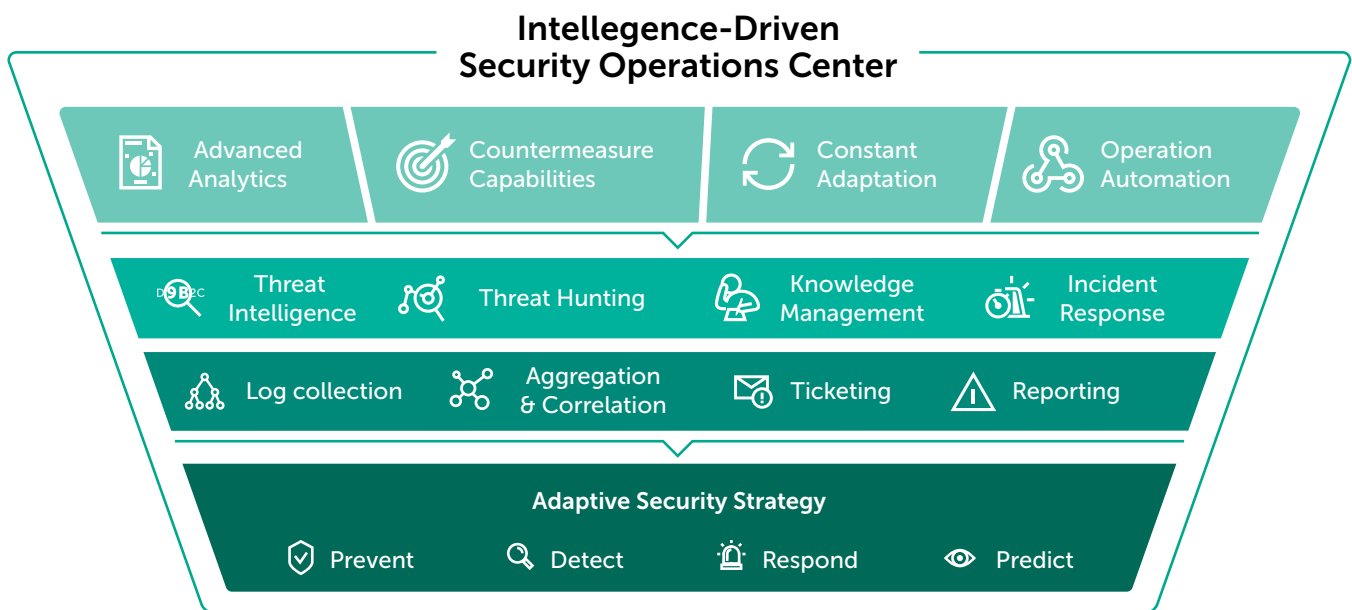 Intellegence-Driven
Security Operations Center
Advanced
Analytics
Countermeasure
Capabilities
Constant
Adaptation
Operation
Automation
D9B2C
Threat
Intelligence
Threat Hunting
Knowledge
Management
Incident
Response
Log collection
Aggregation
& Correlation
Ticketing
Reporting
Adaptive Security Strategy
Prevent
Detect
Respond
Predict